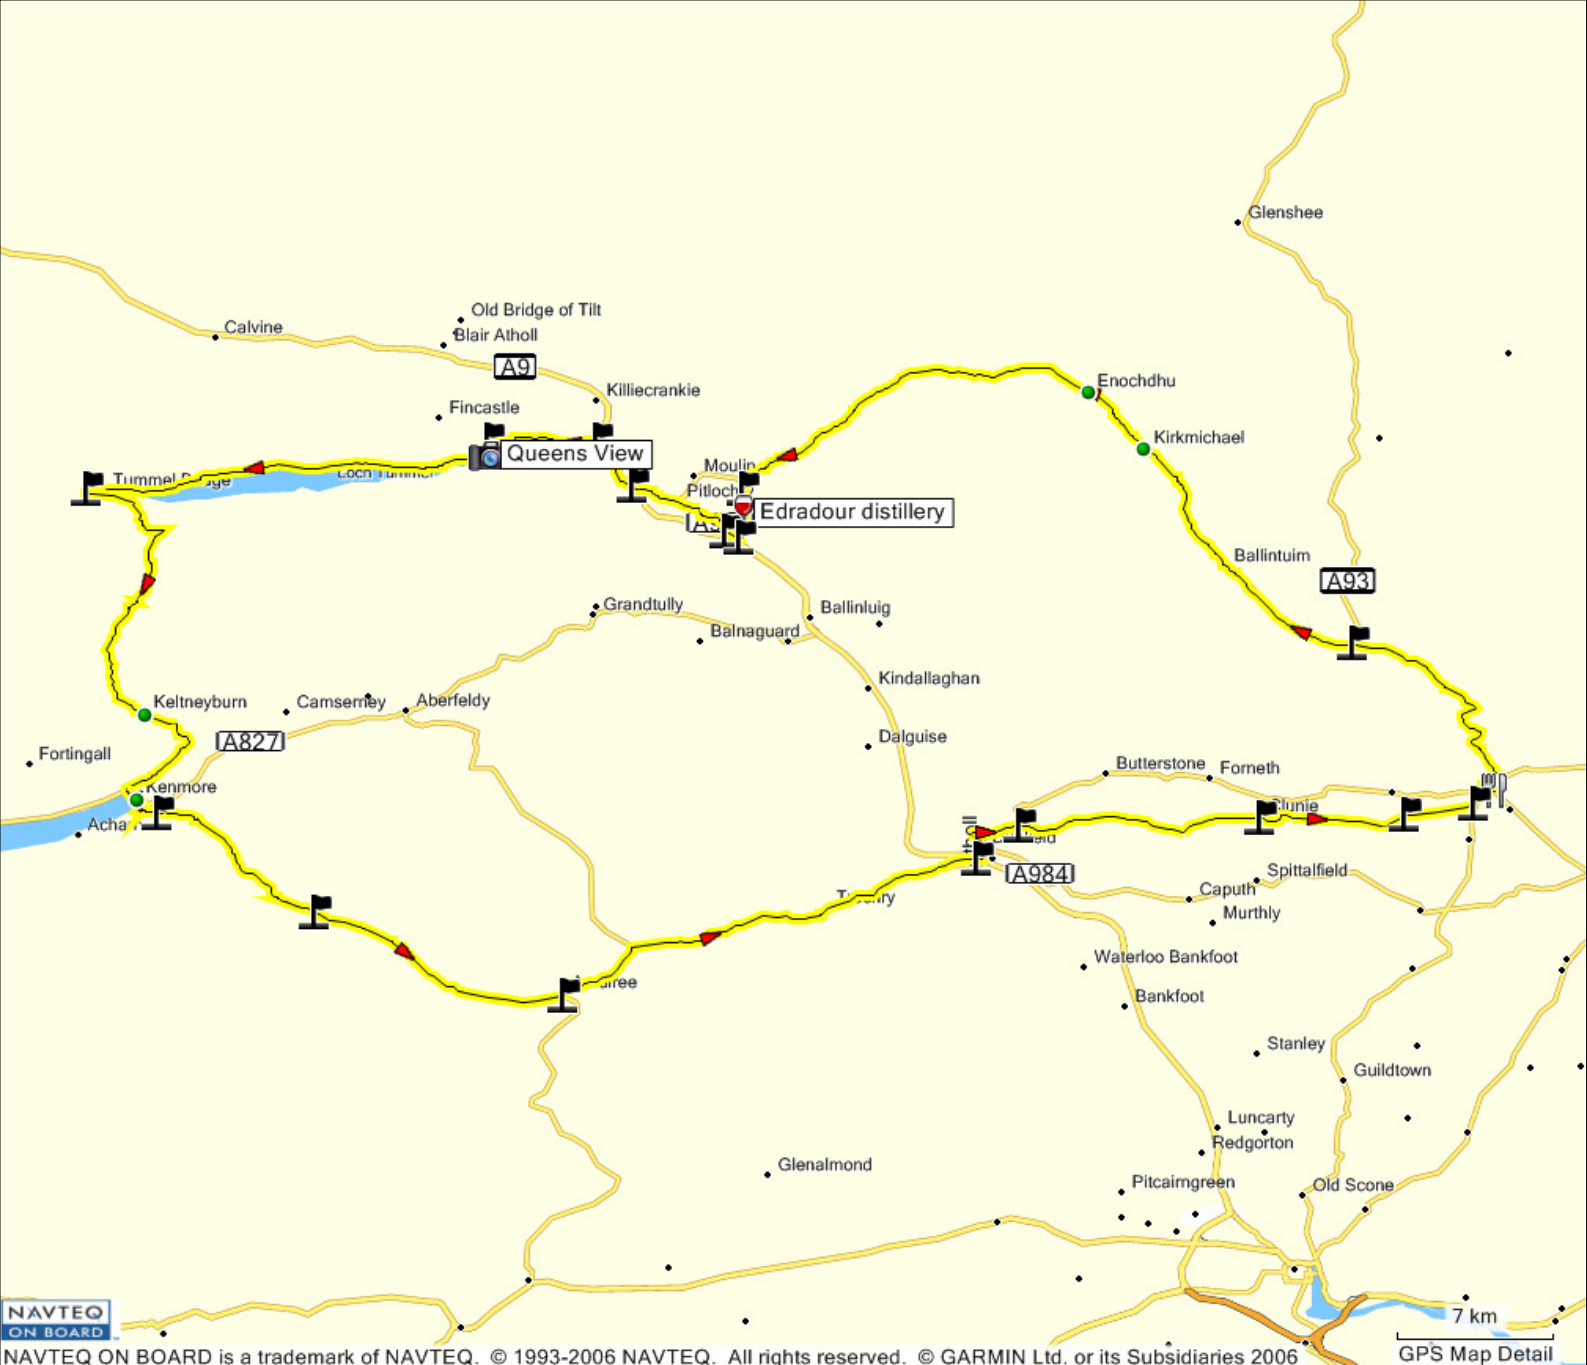 Glenshee
Old Bridge of Tilt
Calvine
Blair Atholl
A9
Enochdhu
Killiecrankie
Fincastle
Kirkmichael
Queens View
Moulin
Tummel
Loch
Edradour distillery
Ballintuim
A93
Grandtully
Ballinluig
Balnaguard
Kindallaghan
Keltneyburn
Camserney
Aberfeldy
Dalguise
A827
Fortingall
Butterstone
Forneth
Kenmore
A984
Spittalfield
Caputh
Murthly
Waterloo Bankfoot
Bankfoot
Stanley
Guildtown
Luncarty
Redgorton
Glenalmond
Pitcairngreen
Old Scone
NAVTEQ
ON BOARD
7 km
GPS Map Detail
NAVTEQ ON BOARD is a trademark of NAVTEQ. © 1993-2006 NAVTEQ. All rights reserved. © GARMIN Ltd. or its Subsidiaries 2006